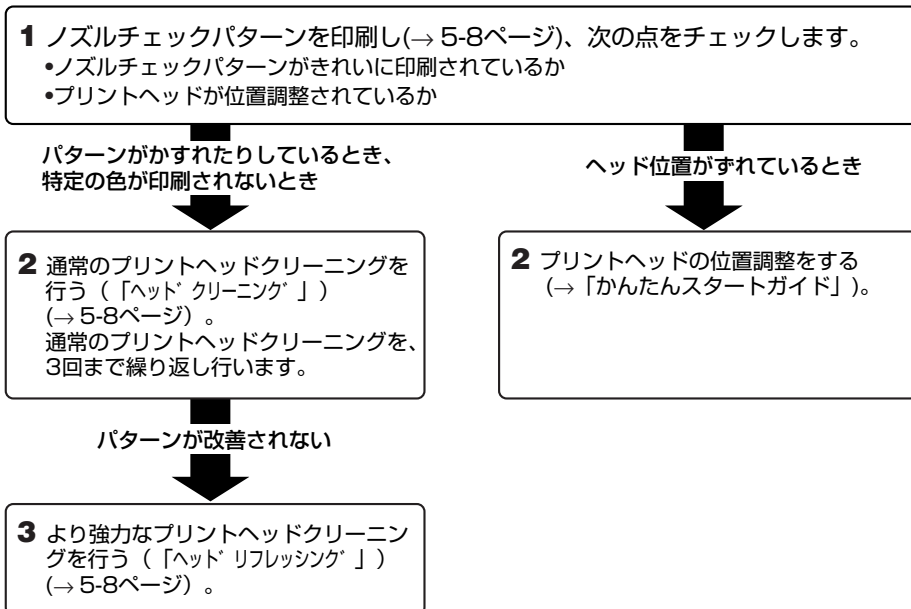 1 ノズルチェックパターンを印刷し(→ 5-8ページ)、次の点をチェックします。
•ノズルチェックパターンがきれいに印刷されているか
•プリントヘッドが位置調整されているか
パターンがかすれたりしているとき、
特定の色が印刷されないとき
ヘッド位置がずれているとき
2 通常のプリントヘッドクリーニングを
行う（「ﾍｯﾄﾞ ｸﾘｰﾆﾝｸﾞ」）
(→ 5-8ページ）。
通常のプリントヘッドクリーニングを、
3回まで繰り返し行います。
2 プリントヘッドの位置調整をする
(→「かんたんスタートガイド」)。
パターンが改善されない
3 より強力なプリントヘッドクリーニン
グを行う（「ﾍｯﾄﾞ ﾘﾌﾚｯｼﾝｸﾞ」）
(→ 5-8ページ）。